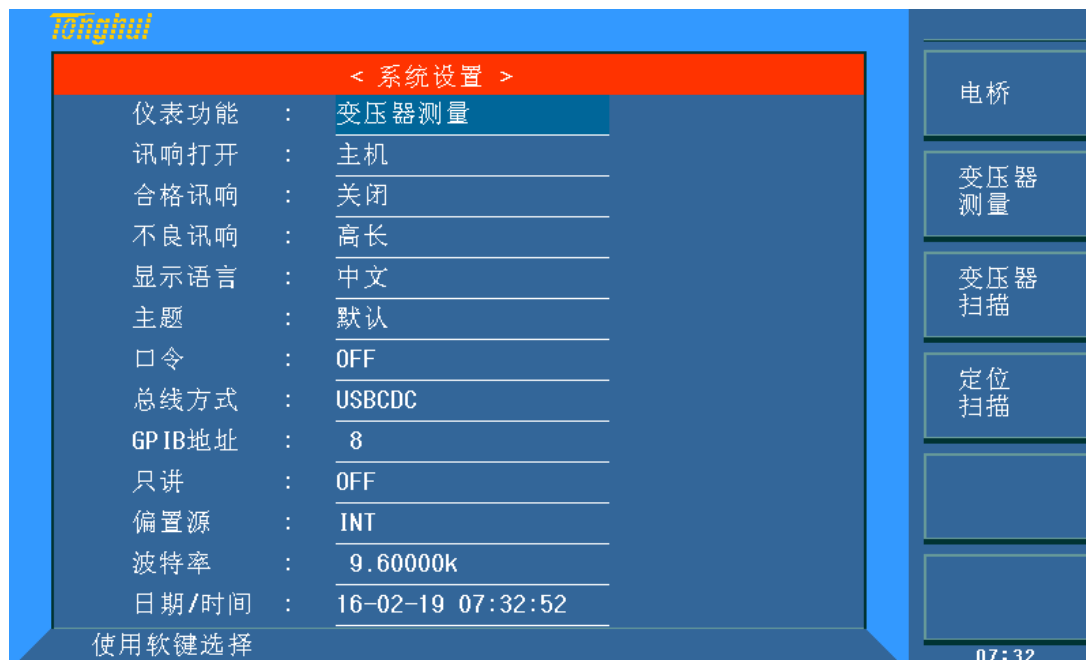 Tonghui
< 系统设置 >
仪表功能 : 变压器测量
讯响打开 : 主机
合格讯响 : 关闭
不良讯响 : 高长
显示语言 : 中文
主题 : 默认
口令 : OFF
总线方式 : USBCDC
GPIB地址 : 8
只讲 : OFF
偏置源 : INT
波特率 : 9.60000k
日期/时间 : 16-02-19 07:32:52
使用软键选择
电桥
变压器
测量
变压器
扫描
定位
扫描
07:32